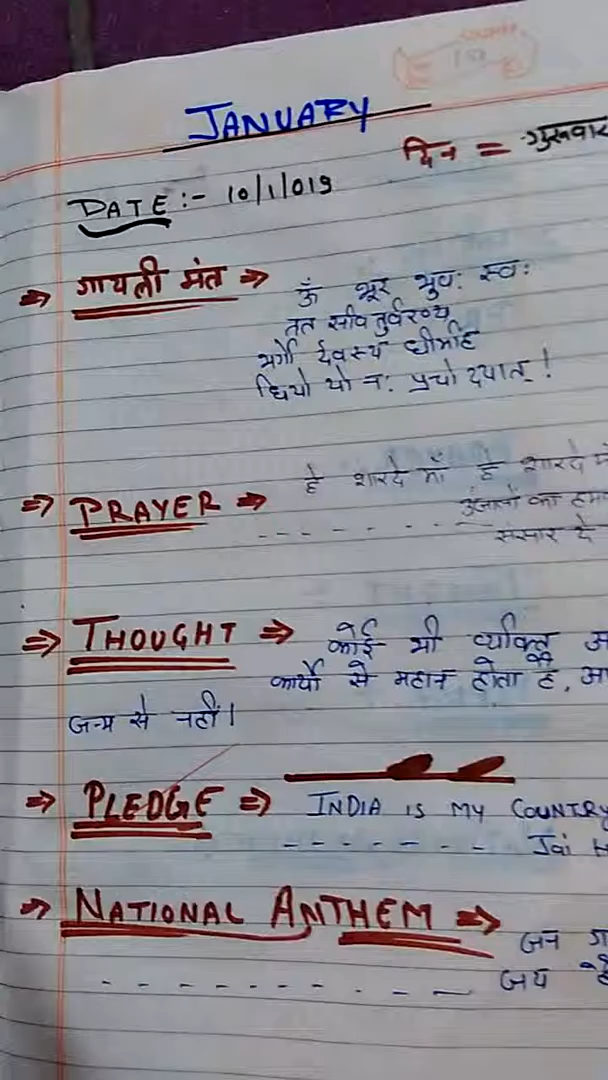 JANUARY
दिन = गुरूवार
DATE :- 10/1/019
⇒ गायत्री मंत्र ⇒ ॐ भूर भुवः स्वः
तत सवितुर्वरेण्य
भर्गो देवस्य धीमहि
धियो यो नः प्रचोदयात् !
⇒ PRAYER ⇒ हे शारदे माँ हे शारदे
- - - - - - - उजालों का
संसार दे
⇒ THOUGHT ⇒ कोई भी व्यक्ति
कार्यों से महान होता है,
जन्म से नहीं।
⇒ PLEDGE ⇒ INDIA IS MY COUNTRY
- - - - - - - Jai
⇒ NATIONAL ANTHEM ⇒
जन
- - - - - - - - - - जय